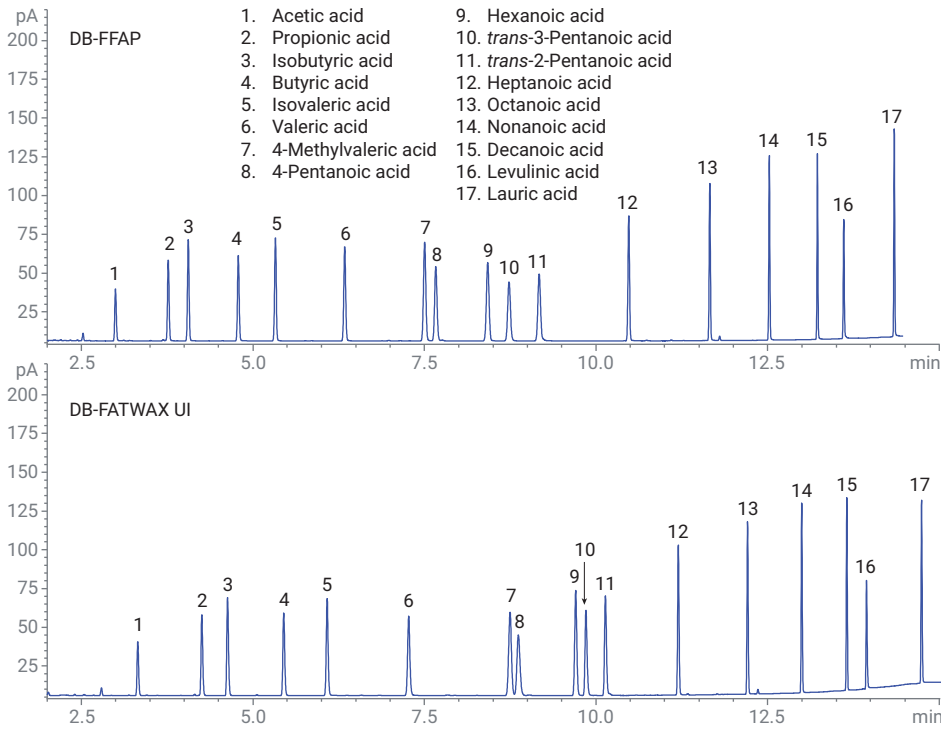 pA
200
175
150
125
100
75
50
25
DB-FFAP
1. Acetic acid
2. Propionic acid
3. Isobutyric acid
4. Butyric acid
5. Isovaleric acid
6. Valeric acid
7. 4-Methylvaleric acid
8. 4-Pentanoic acid
9. Hexanoic acid
10. trans-3-Pentanoic acid
11. trans-2-Pentanoic acid
12. Heptanoic acid
13. Octanoic acid
14. Nonanoic acid
15. Decanoic acid
16. Levulinic acid
17. Lauric acid
1 2 3 4 5 6 7 8 9 10 11 12 13 14 15 16 17
2.5 5.0 7.5 10.0 12.5 min
pA
200
175
150
125
100
75
50
25
DB-FATWAX UI
1 2 3 4 5 6 7 8 9 10 11 12 13 14 15 16 17
2.5 5.0 7.5 10.0 12.5 min